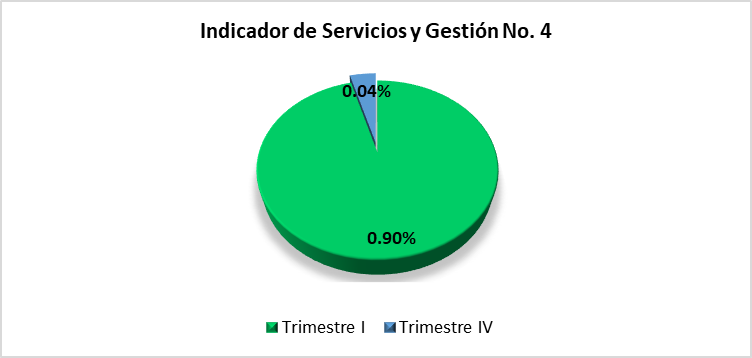 Indicador de Servicios y Gestión No. 4
0.04%
0.90%
Trimestre I Trimestre IV